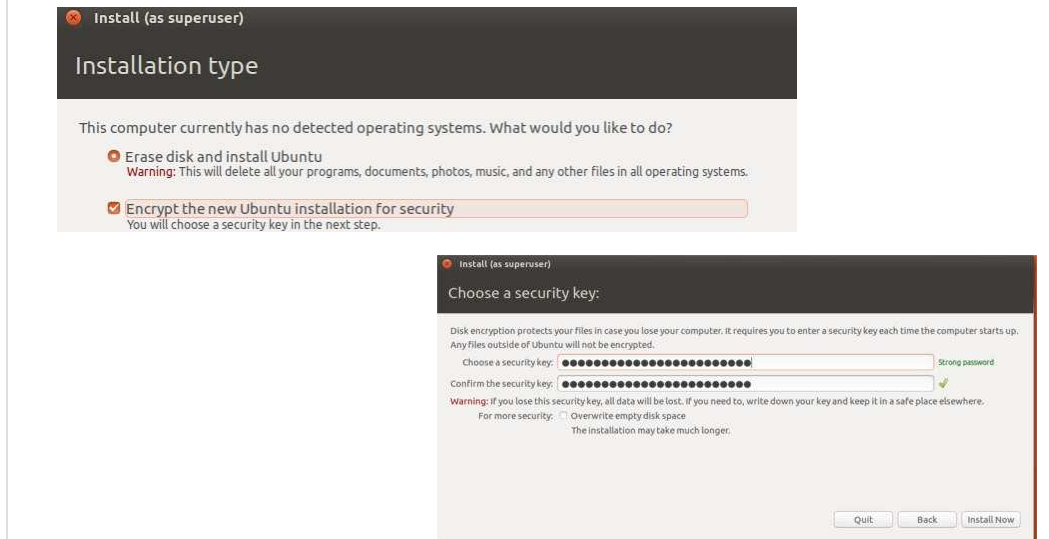 Install (as superuser)
Installation type
This computer currently has no detected operating systems. What would you like to do?
Erase disk and install Ubuntu
Warning: This will delete all your programs, documents, photos, music, and any other files in all operating systems.
Encrypt the new Ubuntu installation for security
You will choose a security key in the next step.
Install (as superuser)
Choose a security key:
Disk encryption protects your files in case you lose your computer. It requires you to enter a security key each time the computer starts up.
Any files outside of Ubuntu will not be encrypted.
Choose a security key: Strong password
Confirm the security key:
Warning: If you lose this security key, all data will be lost. If you need to, write down your key and keep it in a safe place elsewhere.
For more security: Overwrite empty disk space
The installation may take much longer.
Quit Back Install Now